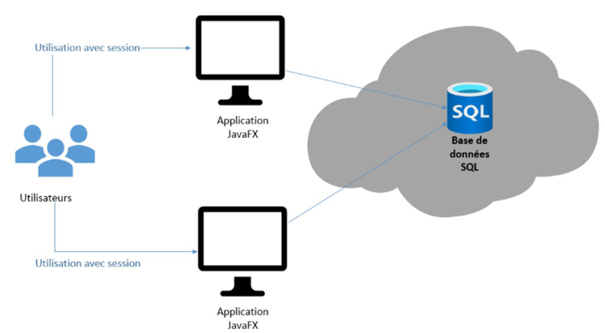 Utilisation avec session
Application
JavaFX
SQL
Base de
données
SQL
Utilisateurs
Utilisation avec session
Application
JavaFX